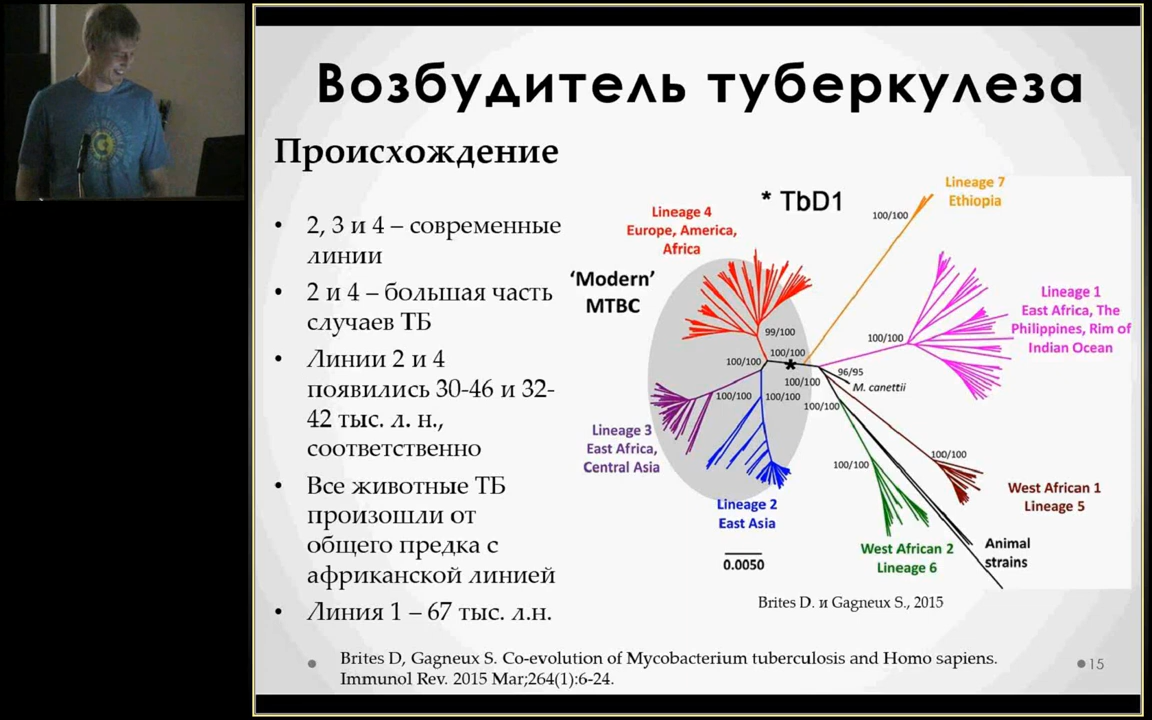 Возбудитель туберкулеза
Происхождение
• 2, 3 и 4 – современные
линии
• 2 и 4 – большая часть
случаев ТБ
• Линии 2 и 4
появились 30-46 и 32-
42 тыс. л. н.,
соответственно
• Все животные ТБ
произошли от
общего предка с
африканской линией
• Линия 1 – 67 тыс. л.н.
* TbD1
Lineage 7
Ethiopia
100/100
Lineage 4
Europe, America,
Africa
'Modern'
MTBC
99/100
100/100
100/100
*
100/100
Lineage 1
East Africa, The
Philippines, Rim of
Indian Ocean
96/95
M. canettii
100/100
100/100
100/100
100/100
Lineage 3
East Africa,
Central Asia
Lineage 2
East Asia
100/100
100/100
West African 1
Lineage 5
West African 2
Lineage 6
Animal
strains
0.0050
Brites D. и Gagneux S., 2015
• Brites D, Gagneux S. Co-evolution of Mycobacterium tuberculosis and Homo sapiens.
Immunol Rev. 2015 Mar;264(1):6-24.
•15